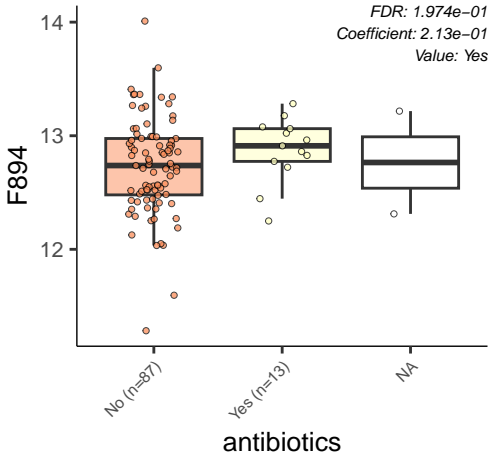 FDR: 1.974e−01
Coefficient: 2.13e−01
Value: Yes
14
13
12
F894
No (n=87)
Yes (n=13)
NA
antibiotics